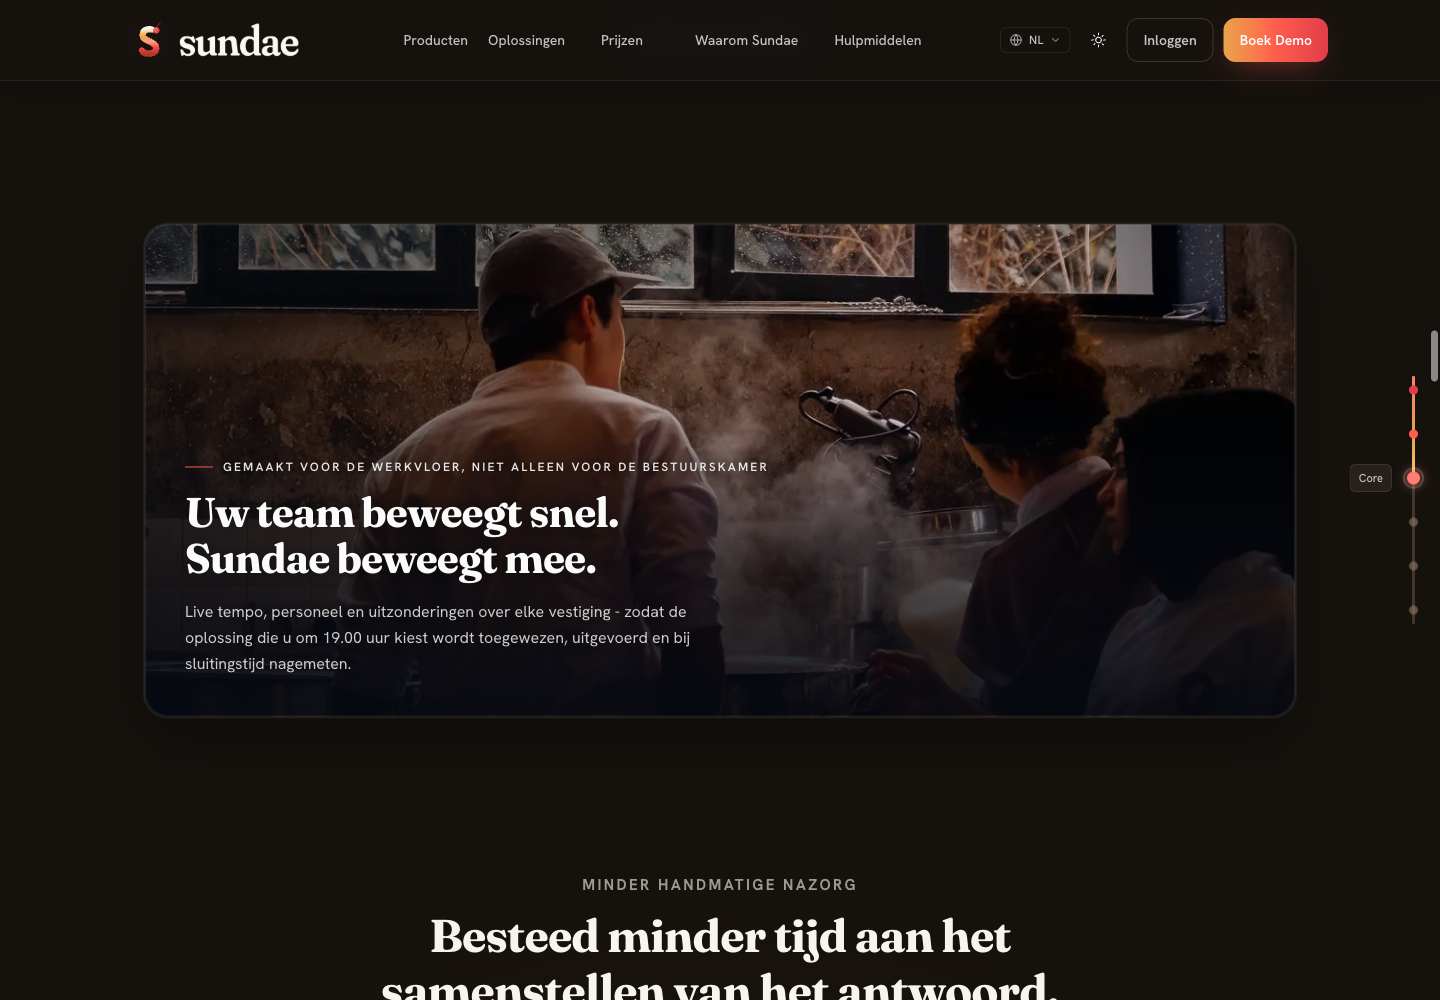 sundae
Producten
Oplossingen
Prijzen
Waarom Sundae
Hulpmiddelen
NL
Inloggen
Boek Demo
GEMAAKT VOOR DE WERKVLOER, NIET ALLEEN VOOR DE BESTUURSKAMER
Uw team beweegt snel.
Sundae beweegt mee.
Live tempo, personeel en uitzonderingen over elke vestiging - zodat de
oplossing die u om 19.00 uur kiest wordt toegewezen, uitgevoerd en bij
sluitingstijd nagemeten.
Core
MINDER HANDMATIGE NAZORG
Besteed minder tijd aan het
samenstellen van het antwoord.